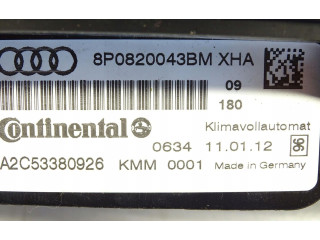 8P0820043BM XHA
09
180
Continental
Klimavollautomat
0634 11.01.12
A2C53380926 KMM 0001 Made in Germany